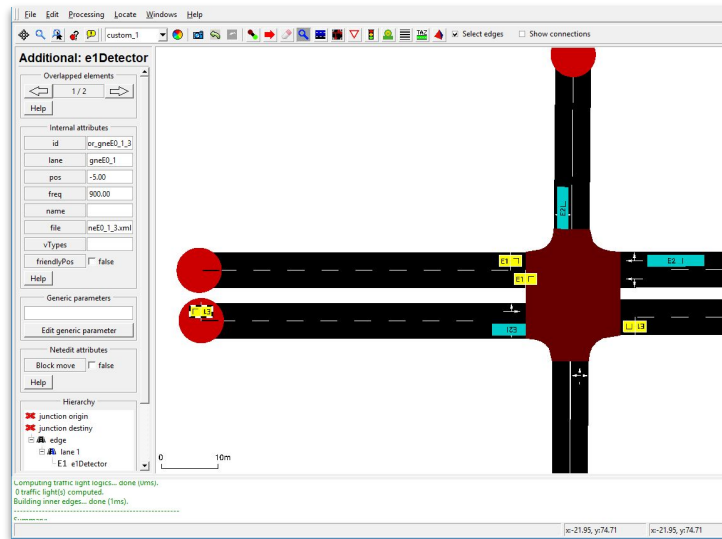 File Edit Processing Locate Windows Help
custom_1 TAZ Select edges Show connections
Additional: e1Detector
Overlapped elements
1 / 2
Help
Internal attributes
id or_gneE0_1_3
lane gneE0_1
pos -5.00
freq 900.00
name
file neE0_1_3.xml
vTypes
friendlyPos false
Help
Generic parameters
Edit generic parameter
Netedit attributes
Block move false
Help
Hierarchy
junction origin
junction destiny
edge
lane 1
E1 e1Detector
E2
E1
E2
E1
0 10m
Computing traffic light logics... done (0ms).
0 traffic light(s) computed.
Building inner edges... done (1ms).
x:-21.95, y:74.71 x:-21.95, y:74.71